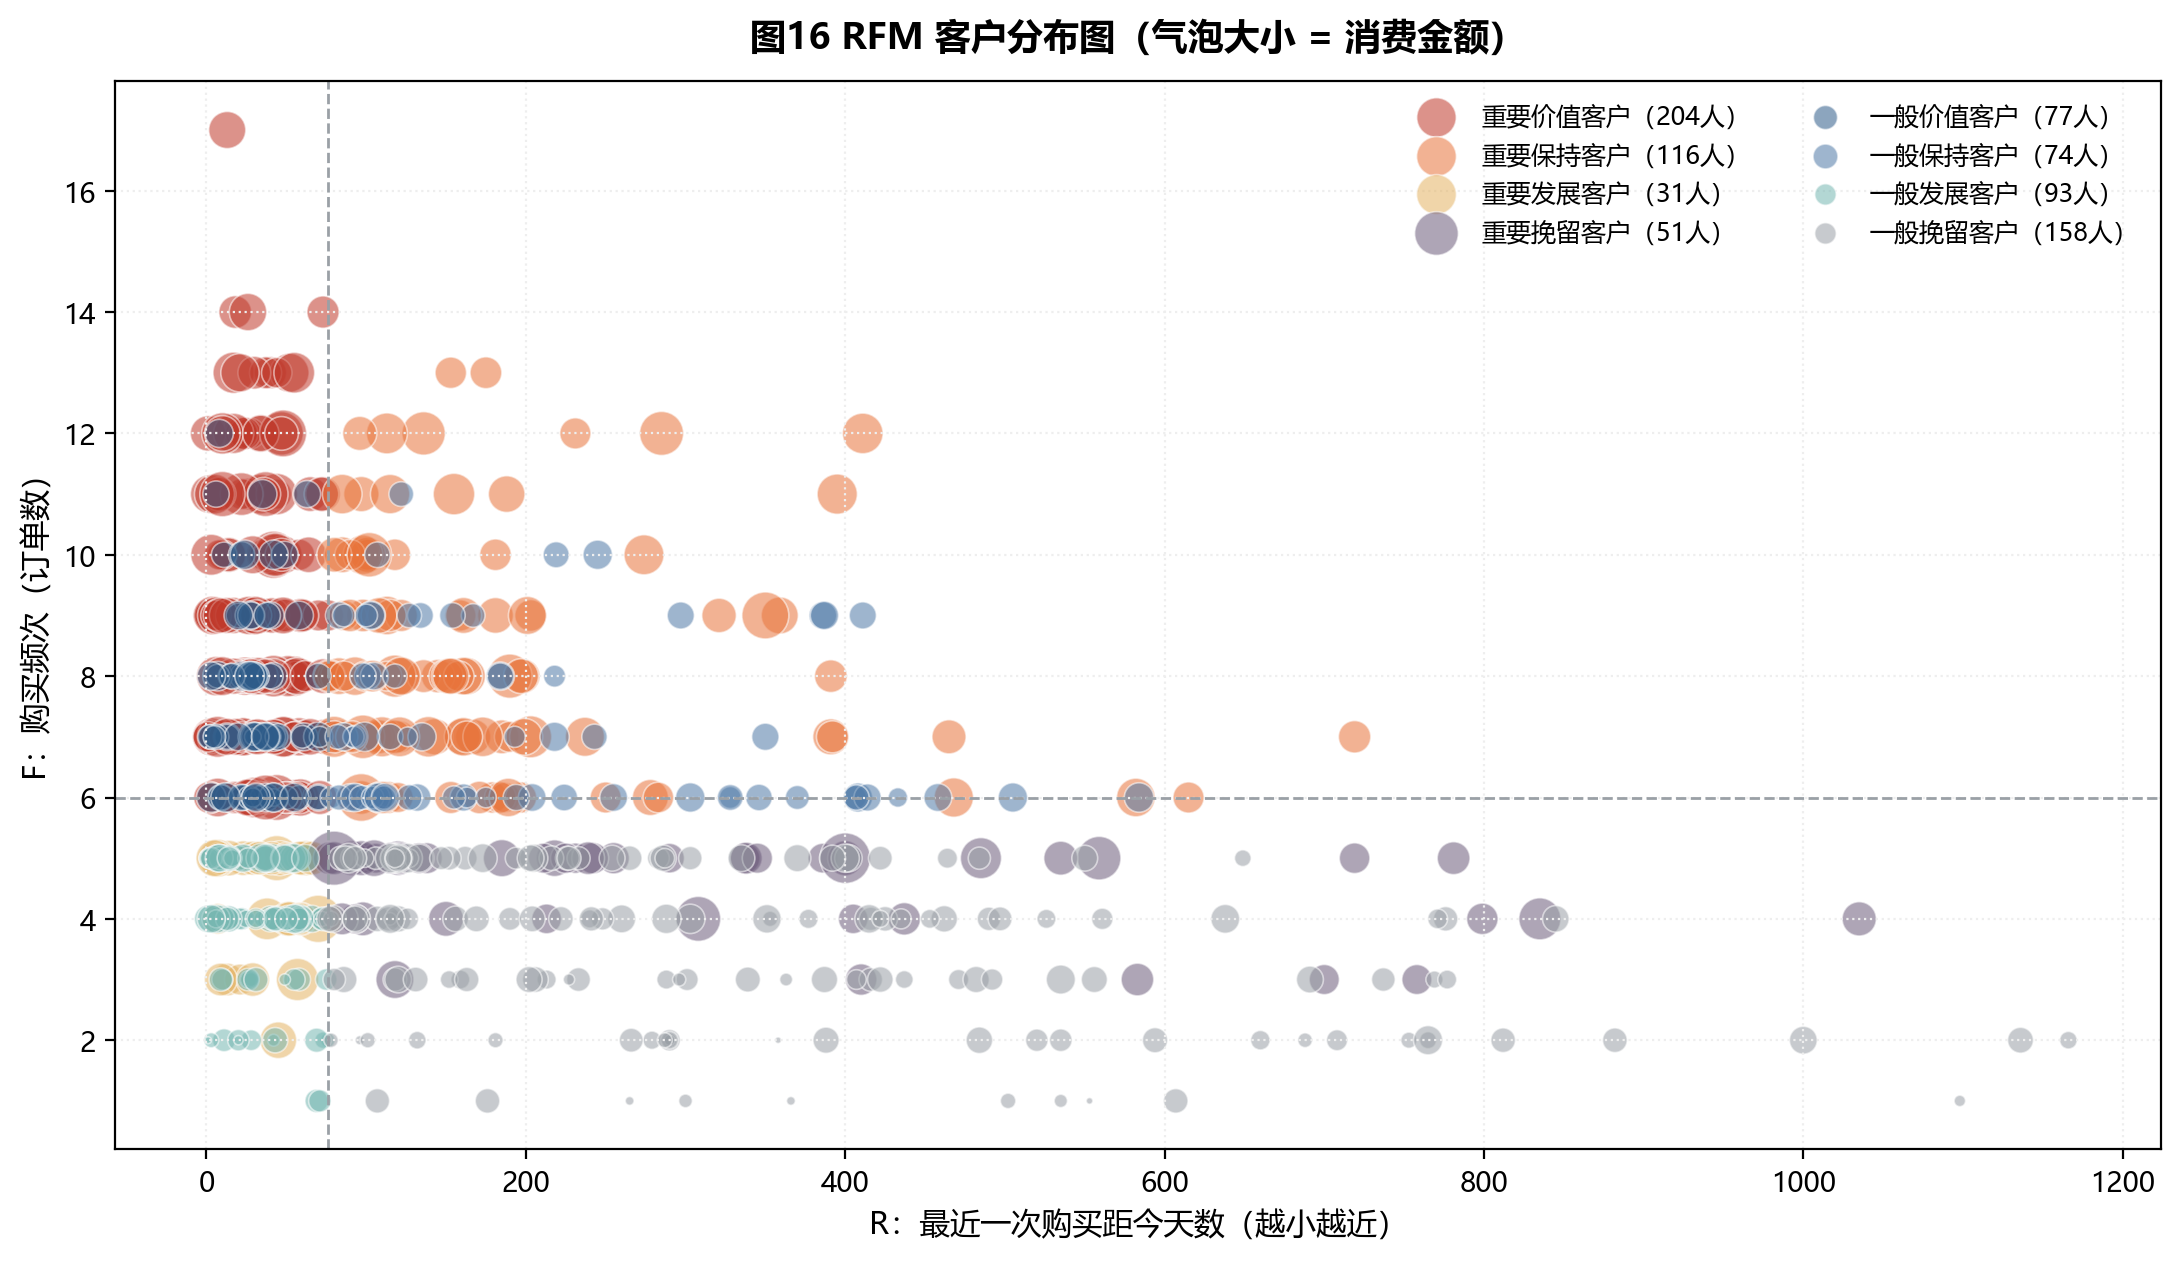 图16 RFM 客户分布图（气泡大小 = 消费金额）
重要价值客户（204人）
重要保持客户（116人）
重要发展客户（31人）
重要挽留客户（51人）
一般价值客户（77人）
一般保持客户（74人）
一般发展客户（93人）
一般挽留客户（158人）
F：购买频次（订单数）
16
14
12
10
8
6
4
2
0
200
400
600
800
1000
1200
R：最近一次购买距今天数（越小越近）